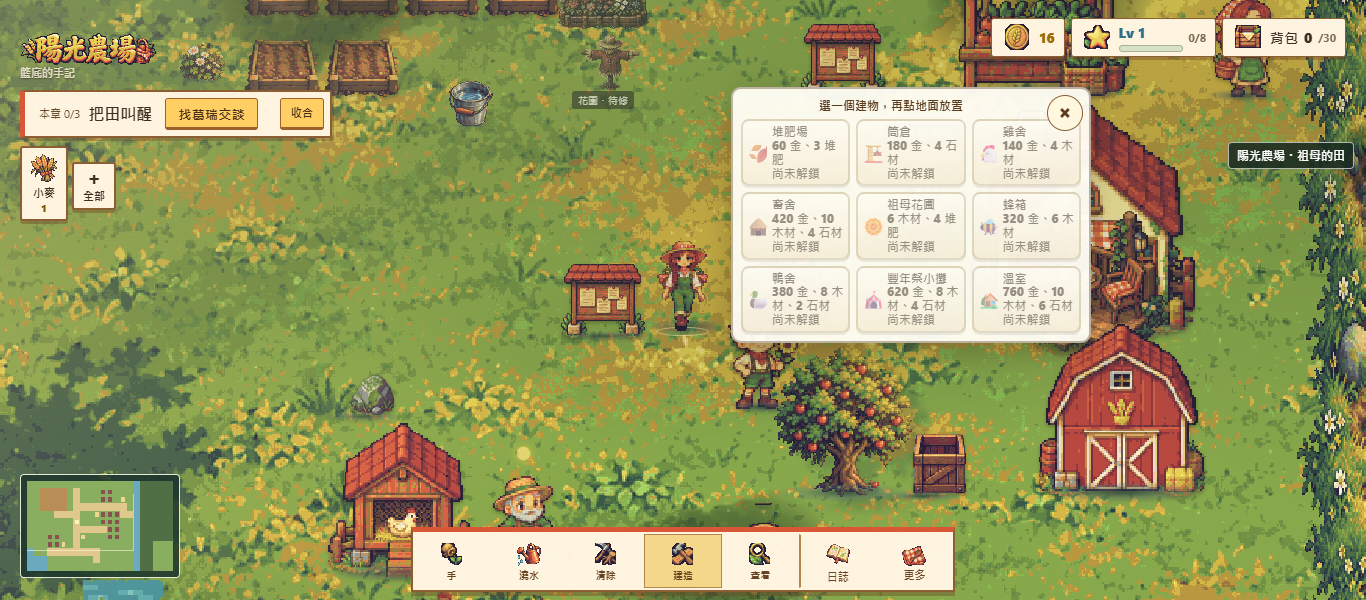 陽光農場
籃底的手記
本章 0/3 把田叫醒 找葛瑞交談 收合
小麥
1
+
全部
花圃·待修
16
Lv 1
0/8
背包 0 /30
陽光農場·祖母的田
選一個建物，再點地面放置
×
堆肥場
60 金、3 堆
肥
尚未解鎖
筒倉
180 金、4 石
材
尚未解鎖
雞舍
140 金、4 木
材
尚未解鎖
畜舍
420 金、10
木材、4 石材
尚未解鎖
祖母花圃
6 木材、4 堆
肥
尚未解鎖
蜂箱
320 金、6 木
材
尚未解鎖
鴨舍
380 金、8 木
材、2 石材
尚未解鎖
豐年祭小攤
620 金、8 木
材、4 石材
尚未解鎖
溫室
760 金、10
木材、6 石材
尚未解鎖
手
澆水
清除
建造
查看
日誌
更多